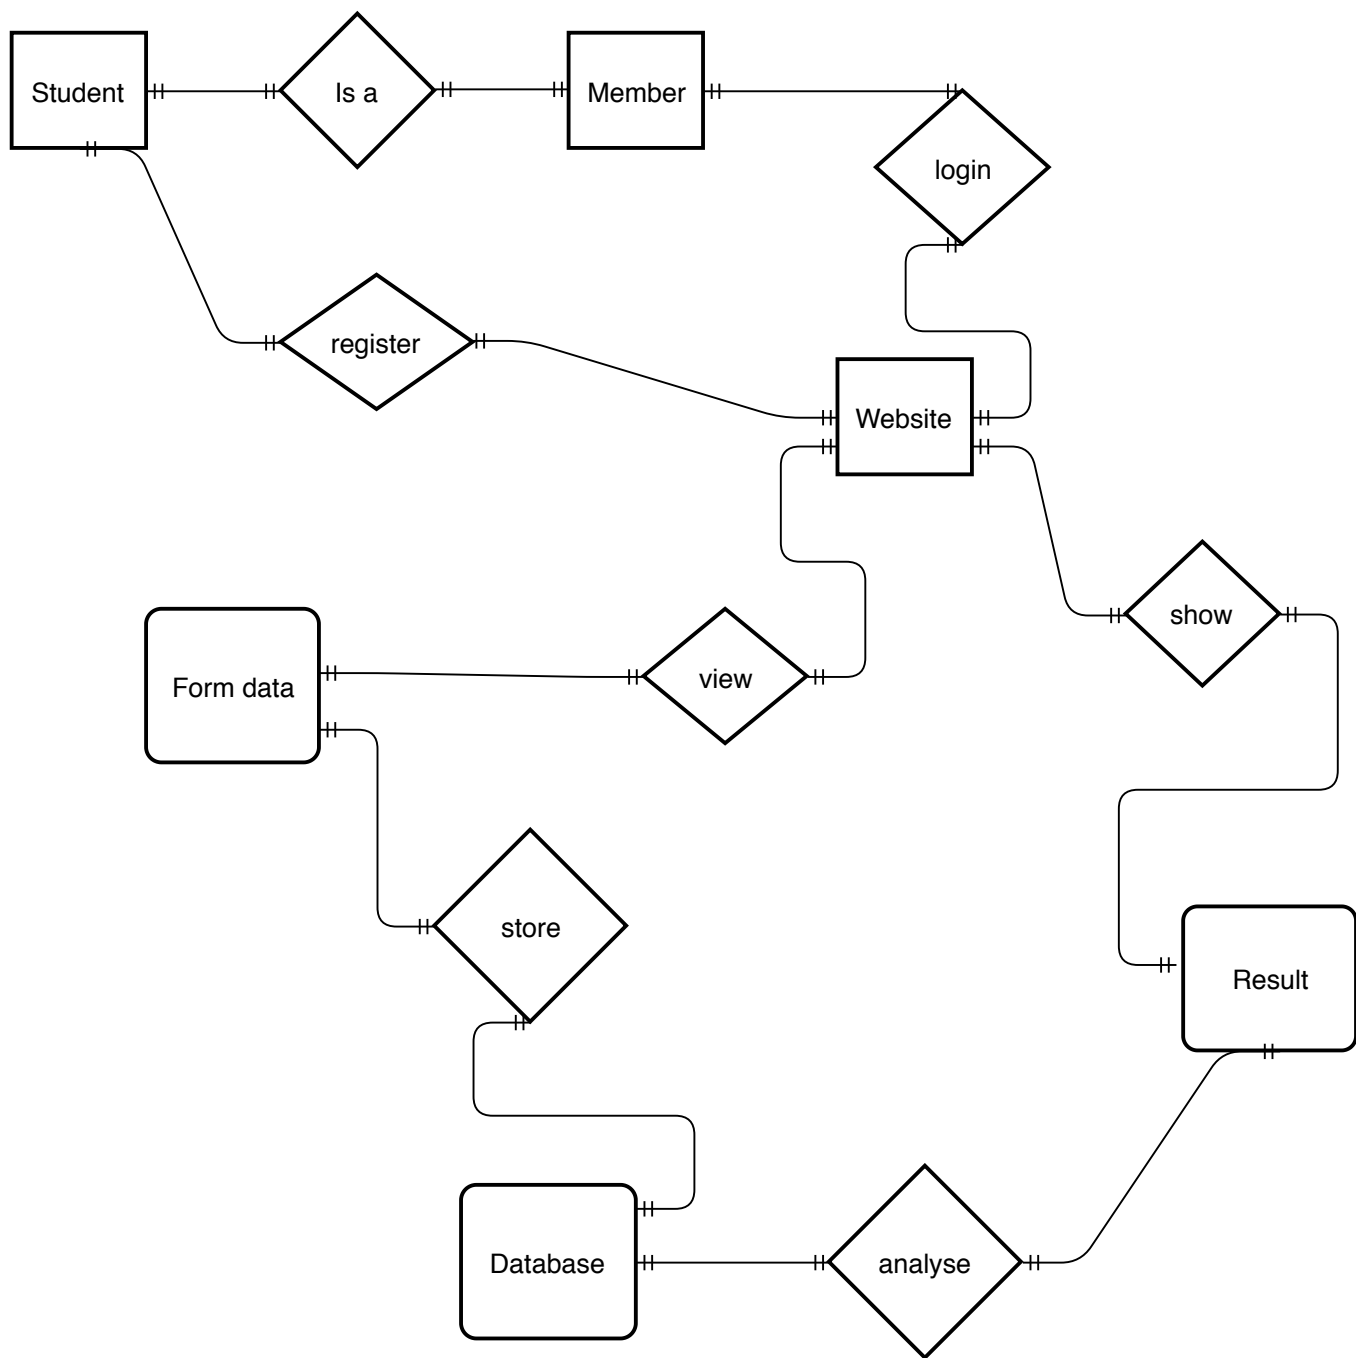 Student
Is a
Member
login
register
Website
show
Form data
view
store
Result
Database
analyse